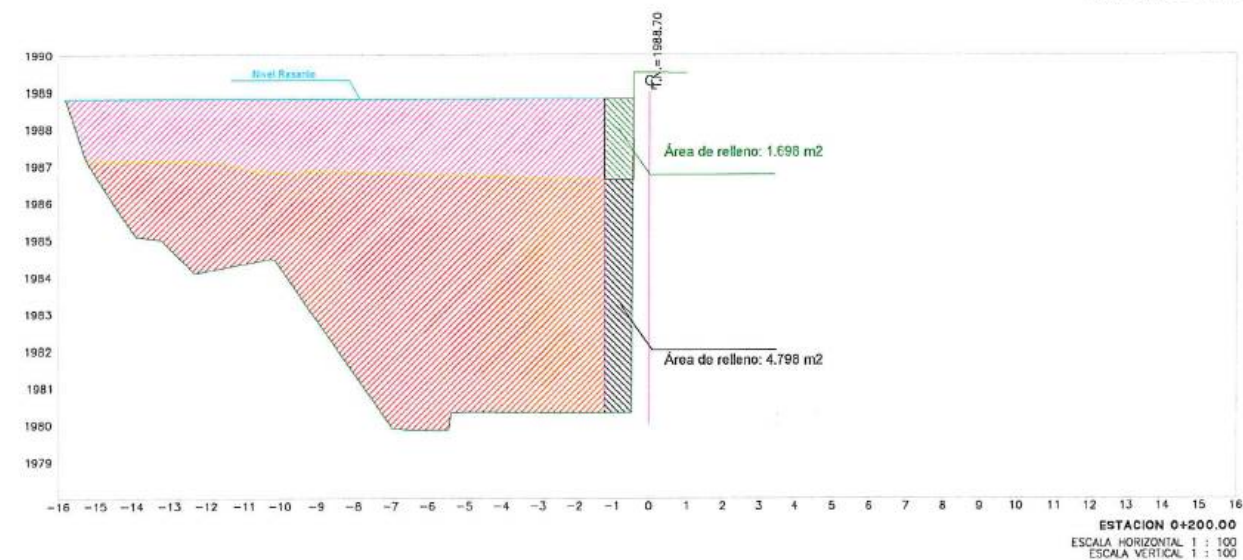 =1988.70
1990
1989
1988
1987
1986
1985
1984
1983
1982
1981
1980
1979
Nivel Rasante
Área de relleno: 1.698 m2
Área de relleno: 4.798 m2
-16 -15 -14 -13 -12 -11 -10 -9 -8 -7 -6 -5 -4 -3 -2 -1 0 1 2 3 4 5 6 7 8 9 10 11 12 13 14 15 16
ESTACION 0+200.00
ESCALA HORIZONTAL 1 : 100
ESCALA VERTICAL 1 : 100